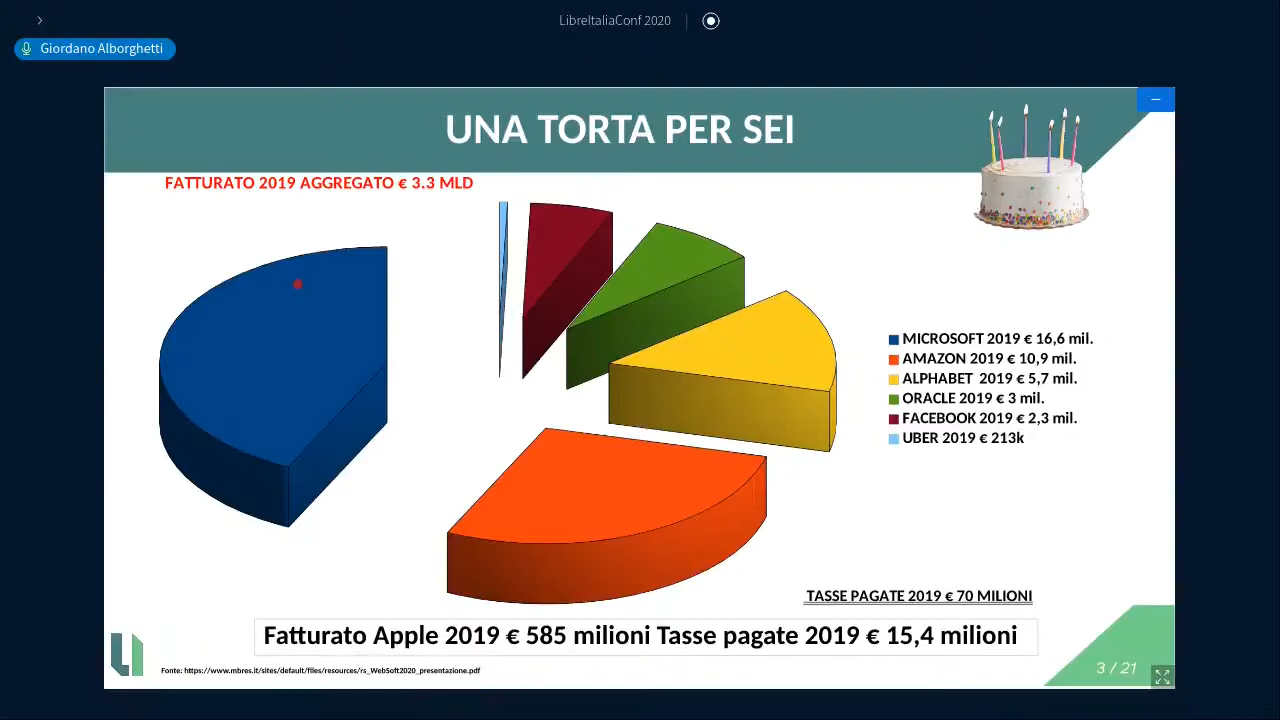 LibreItaliaConf 2020
Giordano Alborghetti
UNA TORTA PER SEI
FATTURATO 2019 AGGREGATO € 3.3 MLD
MICROSOFT 2019 € 16,6 mil.
AMAZON 2019 € 10,9 mil.
ALPHABET 2019 € 5,7 mil.
ORACLE 2019 € 3 mil.
FACEBOOK 2019 € 2,3 mil.
UBER 2019 € 213k
TASSE PAGATE 2019 € 70 MILIONI
Fatturato Apple 2019 € 585 milioni Tasse pagate 2019 € 15,4 milioni
Fonte: https://www.mbres.it/sites/default/files/resources/rs_WebSoft2020_presentazione.pdf
3 / 21